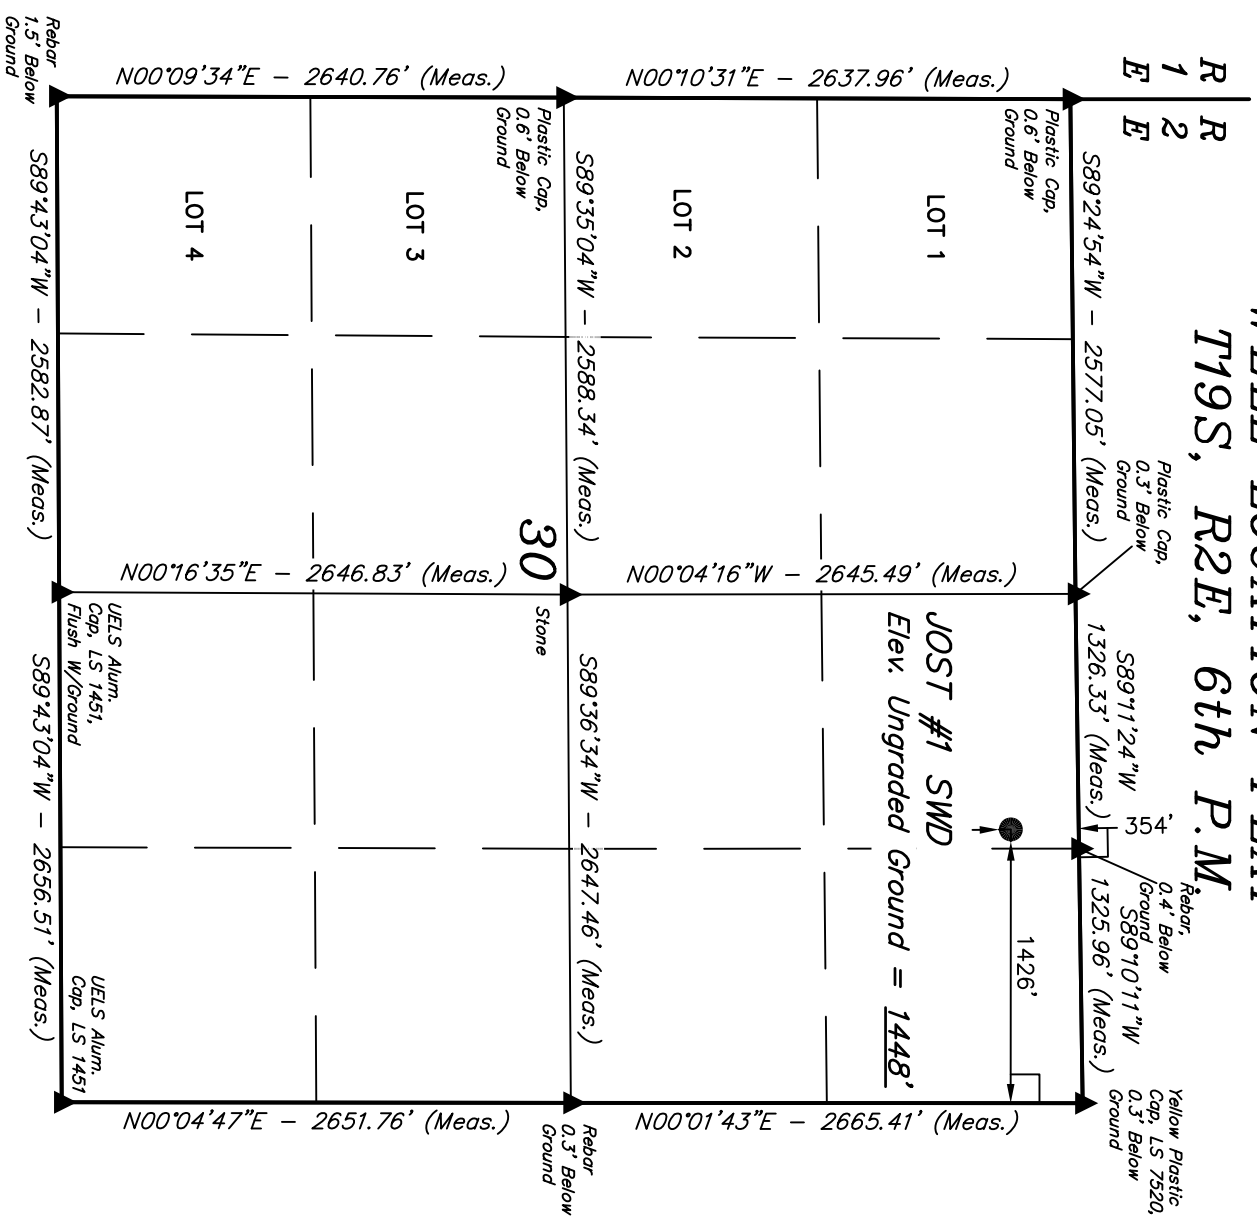 T19S, R2E, 6th P.M.
R R
1 2
E E
S89°24'54"W - 2577.05' (Meas.)
Plastic Cap,
0.3' Below
Ground
S89°11'24"W
1326.33' (Meas.)
354'
Rebar,
0.4' Below
Ground
S89°10'11"W
1325.96' (Meas.)
Yellow Plastic
Cap, LS 7520,
0.3' Below
Ground
Plastic Cap,
0.6' Below
Ground
N00°10'31"E - 2637.96' (Meas.)
LOT 1
LOT 2
N00°04'16"W - 2645.49' (Meas.)
1426'
JOST #1 SWD
Elev. Ungraded Ground = 1448'
N00°01'43"E - 2665.41' (Meas.)
S89°35'04"W - 2588.34' (Meas.)
S89°36'34"W - 2647.46' (Meas.)
Plastic Cap,
0.6' Below
Ground
30
Stone
Rebar
0.3' Below
Ground
N00°09'34"E - 2640.76' (Meas.)
LOT 3
LOT 4
N00°16'35"E - 2646.83' (Meas.)
N00°04'47"E - 2651.76' (Meas.)
UELS Alum.
Cap, LS 1451,
Flush W/Ground
UELS Alum.
Cap, LS 1451
Rebar
1.5' Below
Ground
S89°43'04"W - 2582.87' (Meas.)
S89°43'04"W - 2656.51' (Meas.)